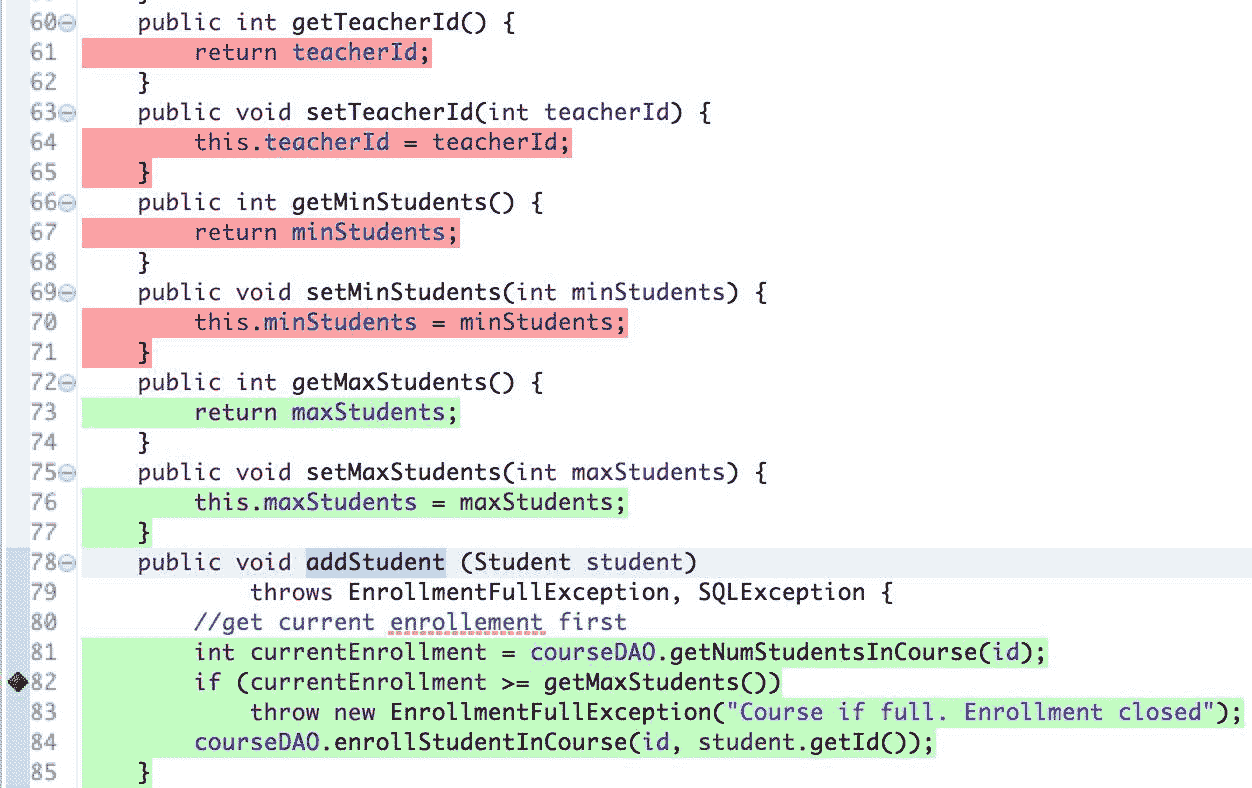 60 public int getTeacherId() {
61 return teacherId;
62 }
63 public void setTeacherId(int teacherId) {
64 this.teacherId = teacherId;
65 }
66 public int getMinStudents() {
67 return minStudents;
68 }
69 public void setMinStudents(int minStudents) {
70 this.minStudents = minStudents;
71 }
72 public int getMaxStudents() {
73 return maxStudents;
74 }
75 public void setMaxStudents(int maxStudents) {
76 this.maxStudents = maxStudents;
77 }
78 public void addStudent (Student student)
79 throws EnrollmentFullException, SQLException {
80 //get current enrollement first
81 int currentEnrollment = courseDAO.getNumStudentsInCourse(id);
82 if (currentEnrollment >= getMaxStudents())
83 throw new EnrollmentFullException("Course if full. Enrollment closed");
84 courseDAO.enrollStudentInCourse(id, student.getId());
85 }